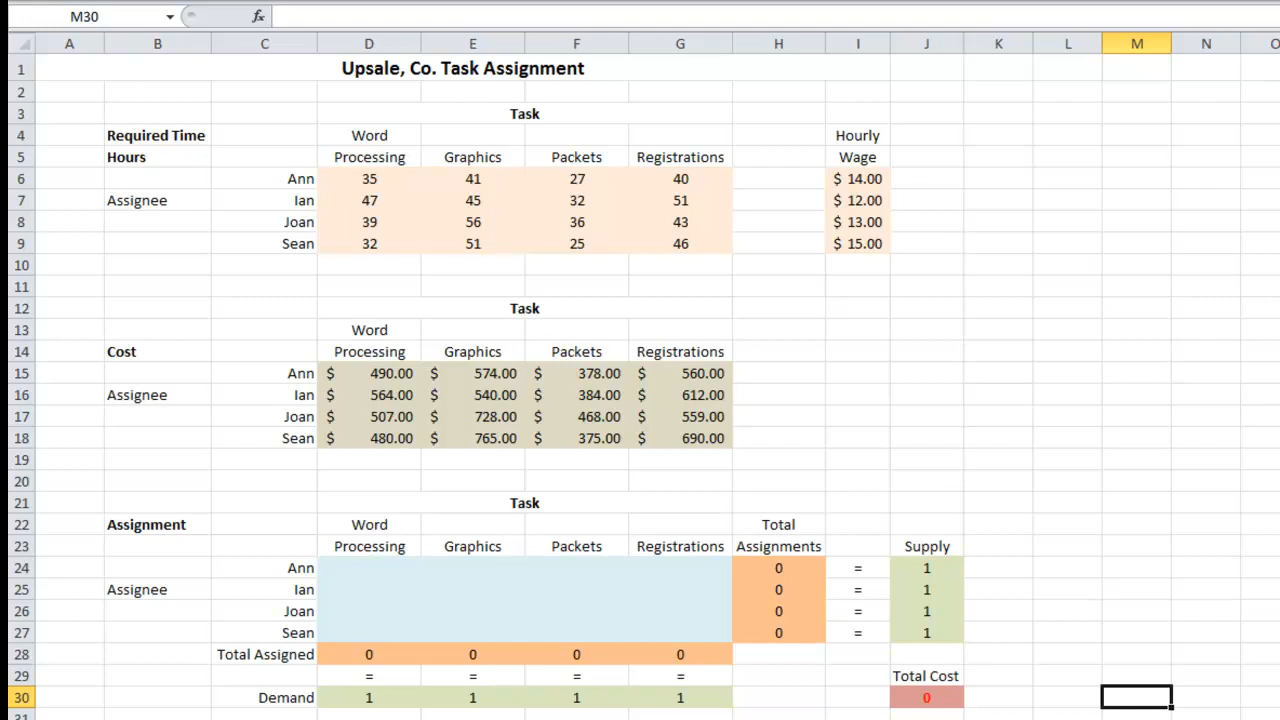 M30 fx
A B C D E F G H I J K L M N O
1 Upsale, Co. Task Assignment
2
3 Task
4 Required Time Word Hourly
5 Hours Processing Graphics Packets Registrations Wage
6 Ann 35 41 27 40 $ 14.00
7 Assignee Ian 47 45 32 51 $ 12.00
8 Joan 39 56 36 43 $ 13.00
9 Sean 32 51 25 46 $ 15.00
10
11
12 Task
13 Word
14 Cost Processing Graphics Packets Registrations
15 Ann $ 490.00 $ 574.00 $ 378.00 $ 560.00
16 Assignee Ian $ 564.00 $ 540.00 $ 384.00 $ 612.00
17 Joan $ 507.00 $ 728.00 $ 468.00 $ 559.00
18 Sean $ 480.00 $ 765.00 $ 375.00 $ 690.00
19
20
21 Task
22 Assignment Word Total
23 Processing Graphics Packets Registrations Assignments Supply
24 Ann 0 = 1
25 Assignee Ian 0 = 1
26 Joan 0 = 1
27 Sean 0 = 1
28 Total Assigned 0 0 0 0
29 = = = = Total Cost
30 Demand 1 1 1 1 0
31